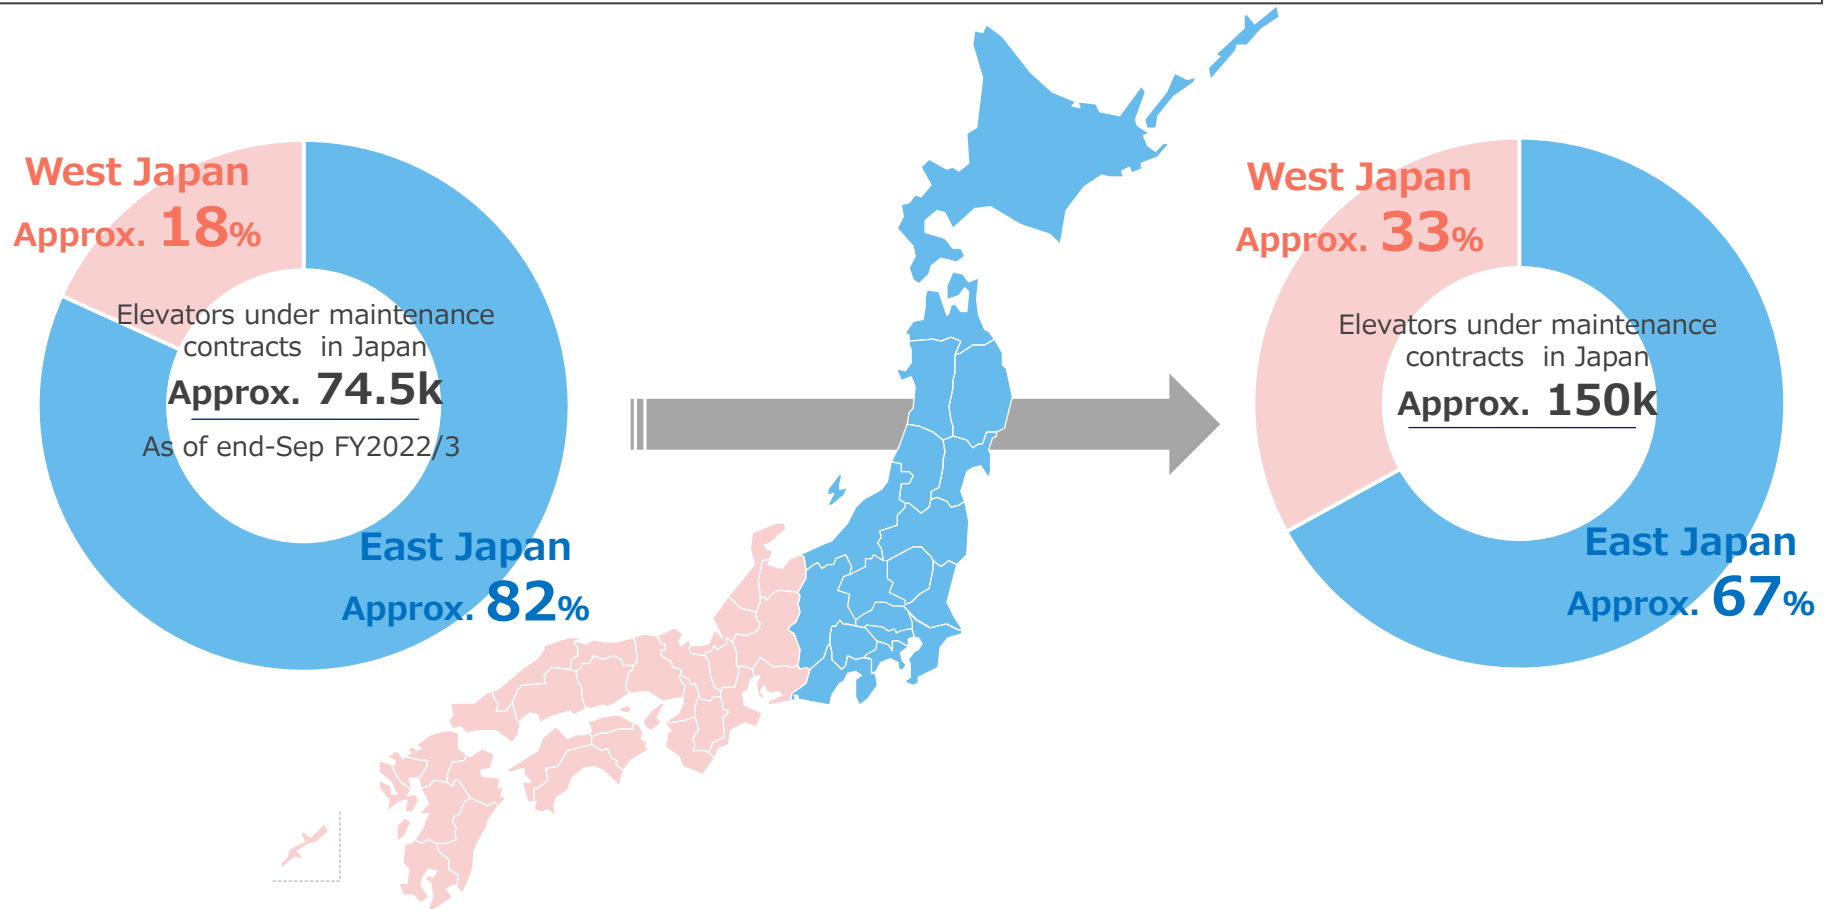 West Japan
Approx. 18%
Elevators under maintenance
contracts in Japan
Approx. 74.5k
As of end-Sep FY2022/3
East Japan
Approx. 82%
West Japan
Approx. 33%
Elevators under maintenance
contracts in Japan
Approx. 150k
East Japan
Approx. 67%